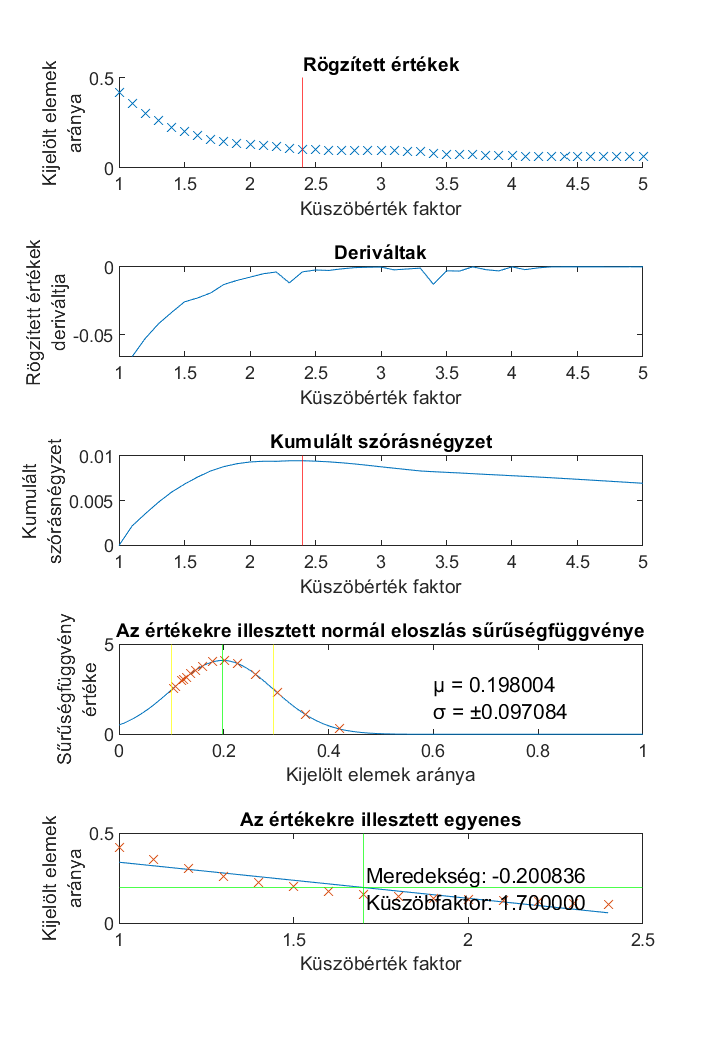 Rögzített értékek
Kijelölt elemek
aránya
0.5
0
1 1.5 2 2.5 3 3.5 4 4.5 5
Küszöbérték faktor
Deriváltak
Rögzített értékek
deriváltja
0
-0.05
1 1.5 2 2.5 3 3.5 4 4.5 5
Küszöbérték faktor
Kumulált szórásnégyzet
Kumulált
szórásnégyzet
0.01
0.005
0
1 1.5 2 2.5 3 3.5 4 4.5 5
Küszöbérték faktor
Az értékekre illesztett normál eloszlás sűrűségfüggvénye
Sűrűségfüggvény
értéke
5
0
μ = 0.198004
σ = ±0.097084
0 0.2 0.4 0.6 0.8 1
Kijelölt elemek aránya
Az értékekre illesztett egyenes
Kijelölt elemek
aránya
0.5
0
Meredekség: -0.200836
Küszöbfaktor: 1.700000
1 1.5 2 2.5
Küszöbérték faktor